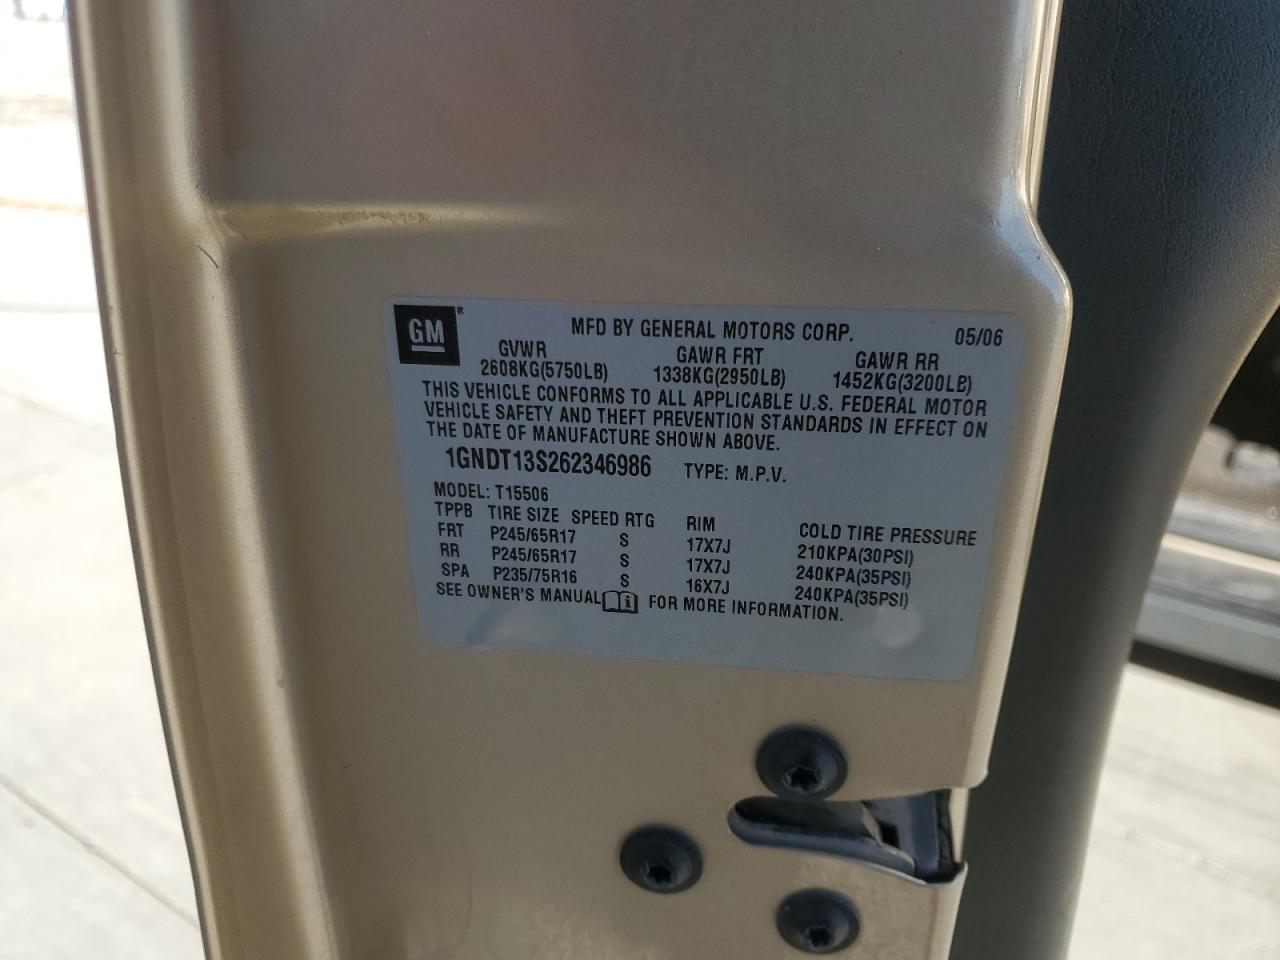 GM®
MFD BY GENERAL MOTORS CORP. 05/06
GVWR GAWR FRT GAWR RR
2608KG(5750LB) 1338KG(2950LB) 1452KG(3200LB)
THIS VEHICLE CONFORMS TO ALL APPLICABLE U.S. FEDERAL MOTOR
VEHICLE SAFETY AND THEFT PREVENTION STANDARDS IN EFFECT ON
THE DATE OF MANUFACTURE SHOWN ABOVE.
1GNDT13S262346986 TYPE: M.P.V.
MODEL: T15506
TPPB TIRE SIZE SPEED RTG RIM COLD TIRE PRESSURE
FRT P245/65R17 S 17X7J 210KPA(30PSI)
RR P245/65R17 S 17X7J 240KPA(35PSI)
SPA P235/75R16 S 16X7J 240KPA(35PSI)
SEE OWNER'S MANUAL i FOR MORE INFORMATION.